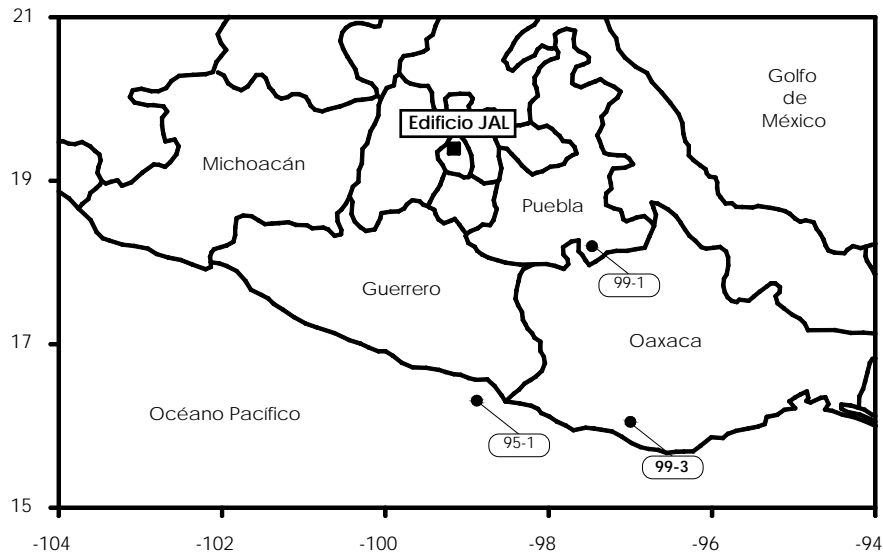 21
Golfo
de
México
Edificio JAL
19
Michoacán
Puebla
99-1
Guerrero
17
Oaxaca
Océano Pacífico
95-1
99-3
15
-104
-102
-100
-98
-96
-94